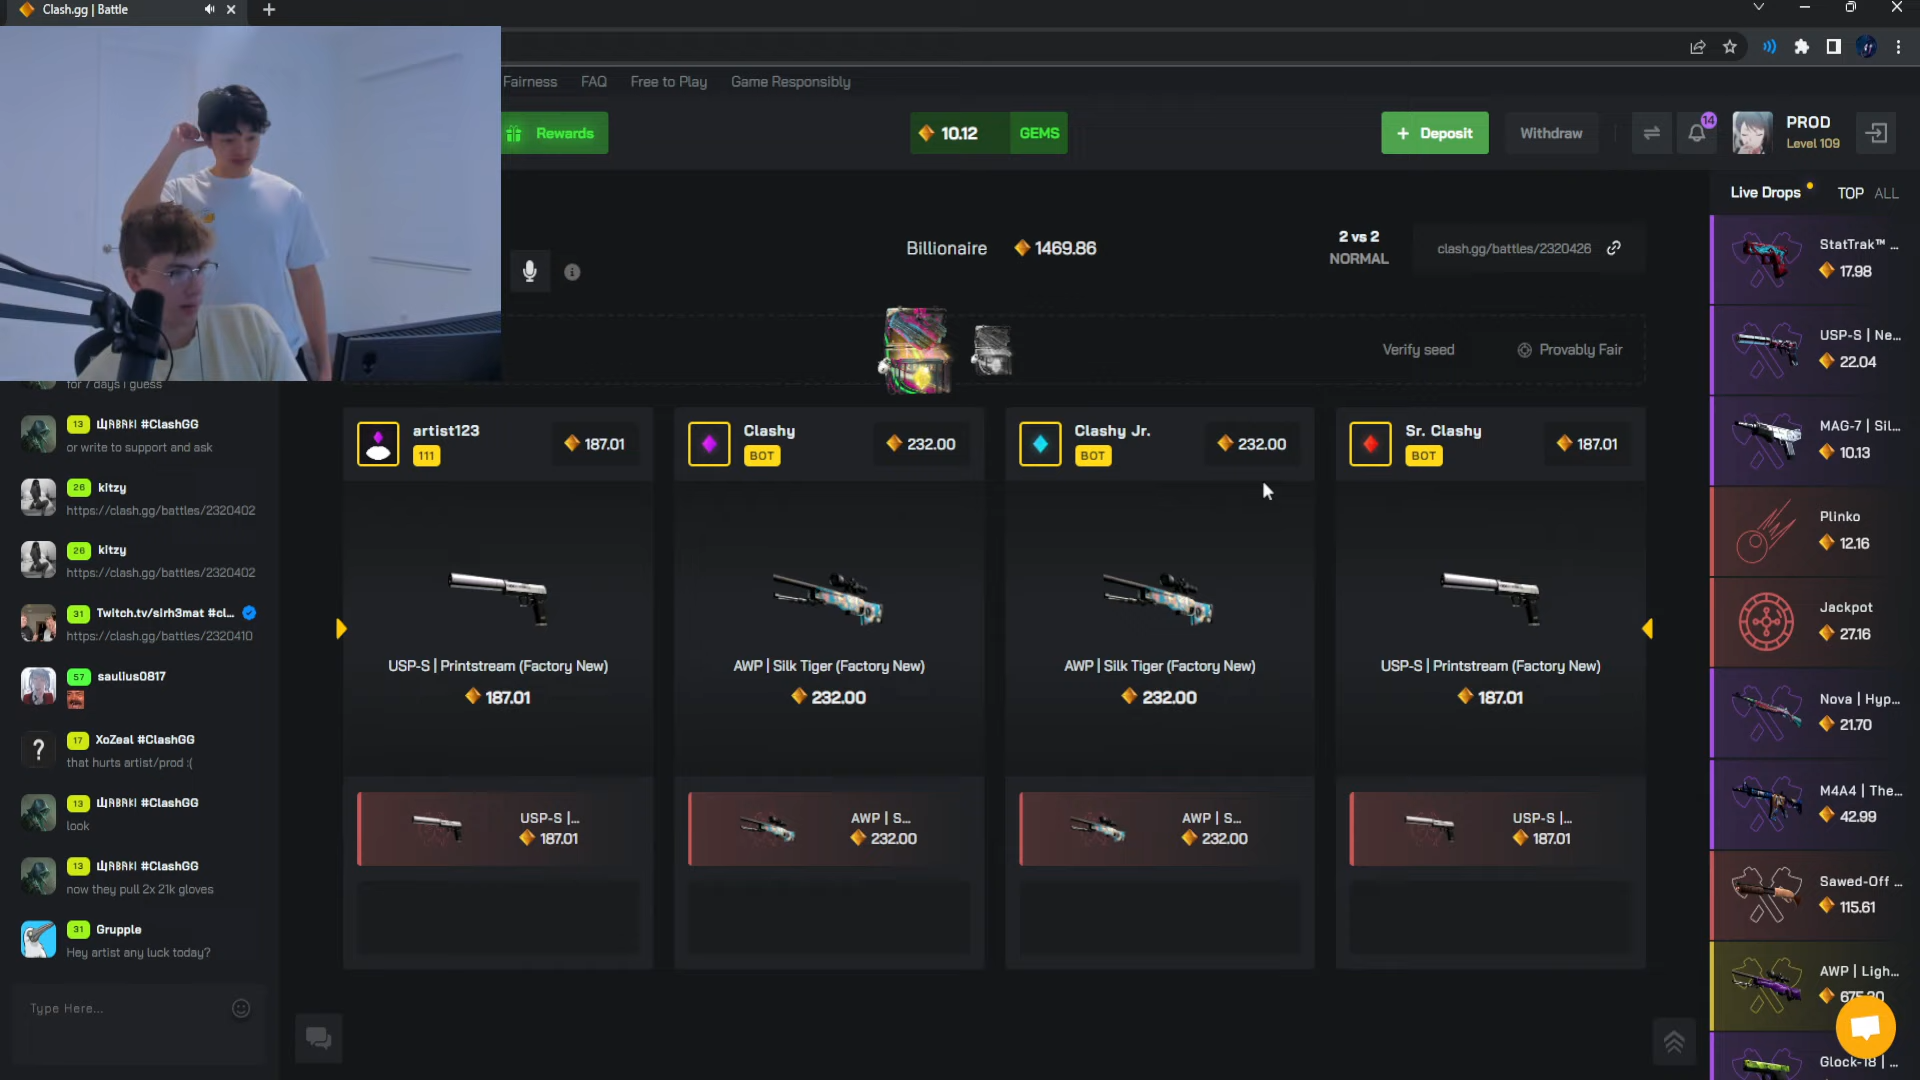 Clash.gg | Battle
Fairness
FAQ
Free to Play
Game Responsibly
Rewards
10.12
GEMS
Deposit
Withdraw
14
PROD
Level 109
Billionaire
1469.86
2 vs 2
NORMAL
clash.gg/battles/2320426
Verify seed
Provably Fair
for 7 days i guess
13 #ClashGG
or write to support and ask
26 kitzy
https://clash.gg/battles/2320402
26 kitzy
https://clash.gg/battles/2320402
31 Twitch.tv/sirh3mat #cl...
https://clash.gg/battles/2320410
57 saulius0817
17 XoZeal #ClashGG
that hurts artist/prod :(
13 #ClashGG
look
13 #ClashGG
now they pull 2x 21k gloves
31 Grupple
Hey artist any luck today?
Type Here...
artist123
111
187.01
USP-S | Printstream (Factory New)
187.01
USP-S |...
187.01
Clashy
BOT
232.00
AWP | Silk Tiger (Factory New)
232.00
AWP | S...
232.00
Clashy Jr.
BOT
232.00
AWP | Silk Tiger (Factory New)
232.00
AWP | S...
232.00
Sr. Clashy
BOT
187.01
USP-S | Printstream (Factory New)
187.01
USP-S |...
187.01
Live Drops
TOP
ALL
StatTrak™ ...
17.98
USP-S | Ne...
22.04
MAG-7 | Sil...
10.13
Plinko
12.16
Jackpot
27.16
Nova | Hyp...
21.70
M4A4 | The...
42.99
Sawed-Off ...
115.61
AWP | Ligh...
Glock-18 | ...